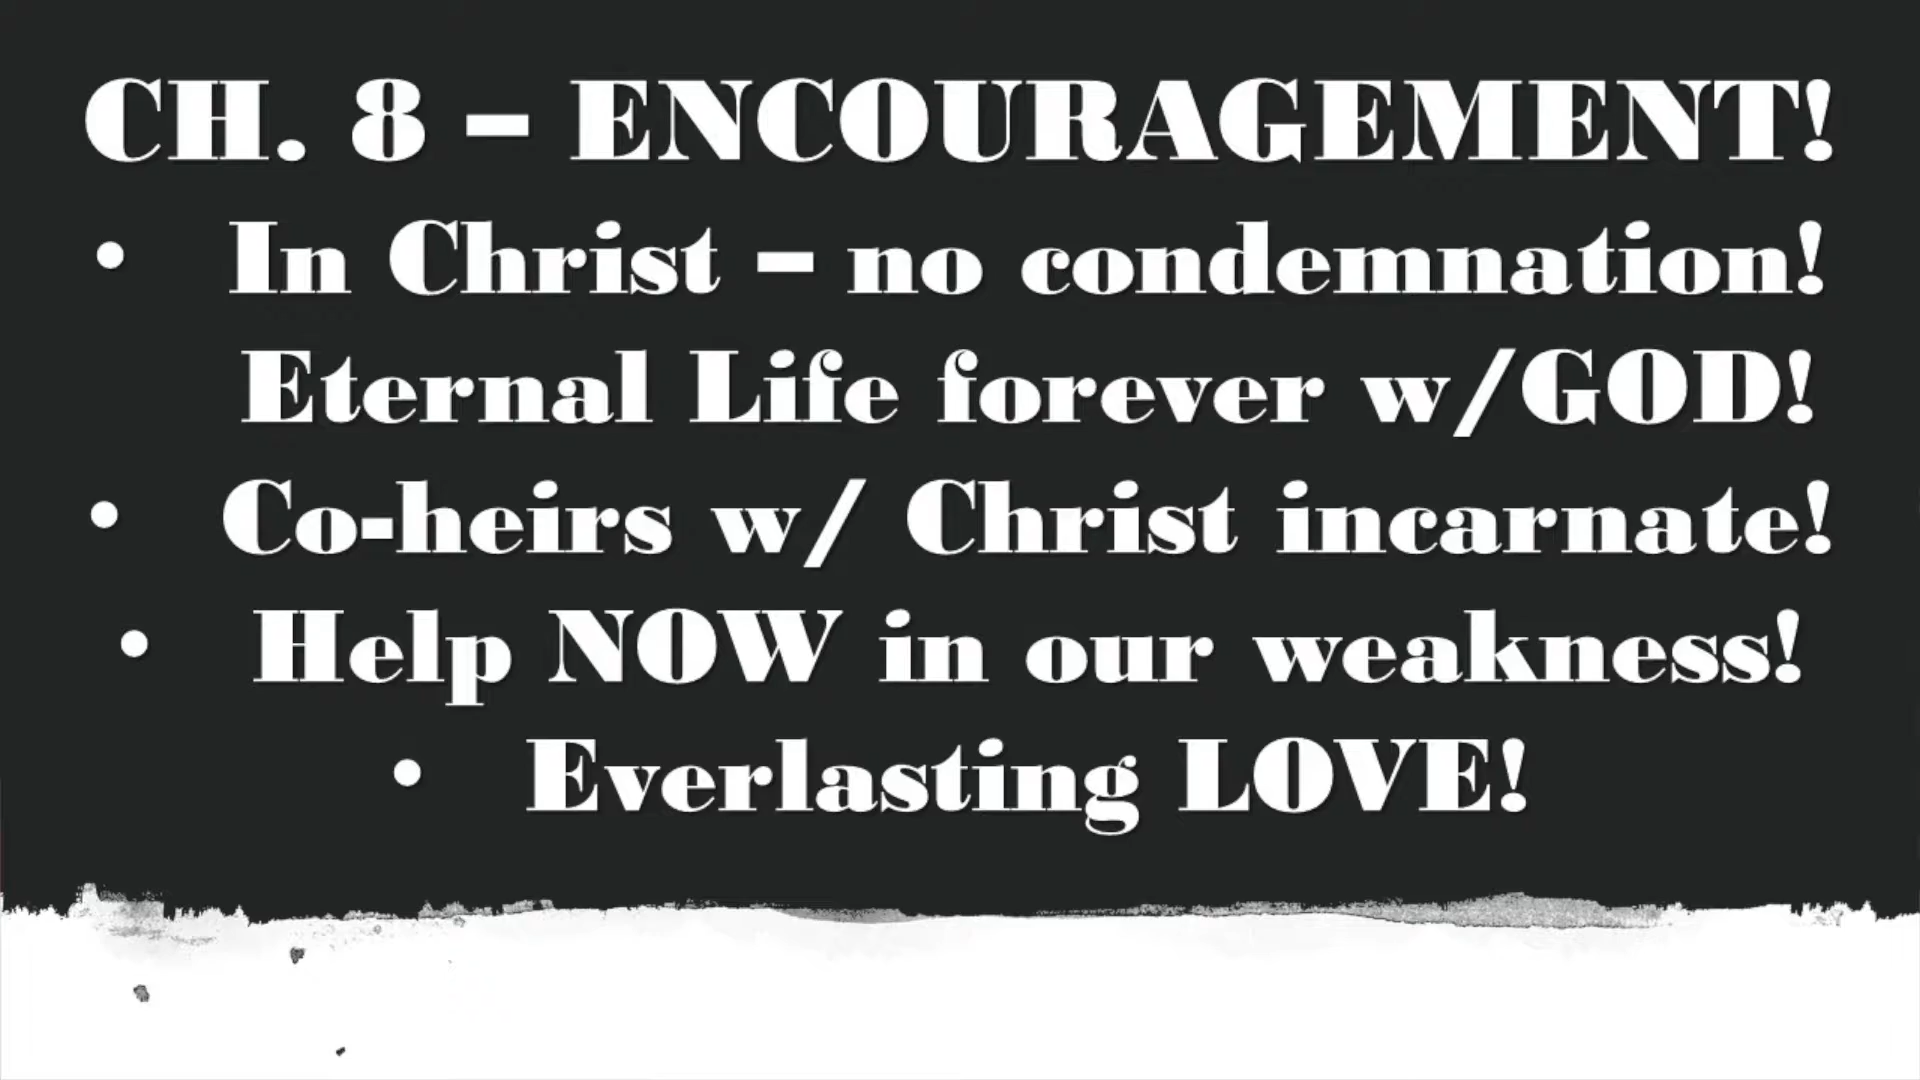 CH. 8 – ENCOURAGEMENT!
• In Christ – no condemnation!
Eternal Life forever w/GOD!
• Co-heirs w/ Christ incarnate!
• Help NOW in our weakness!
• Everlasting LOVE!